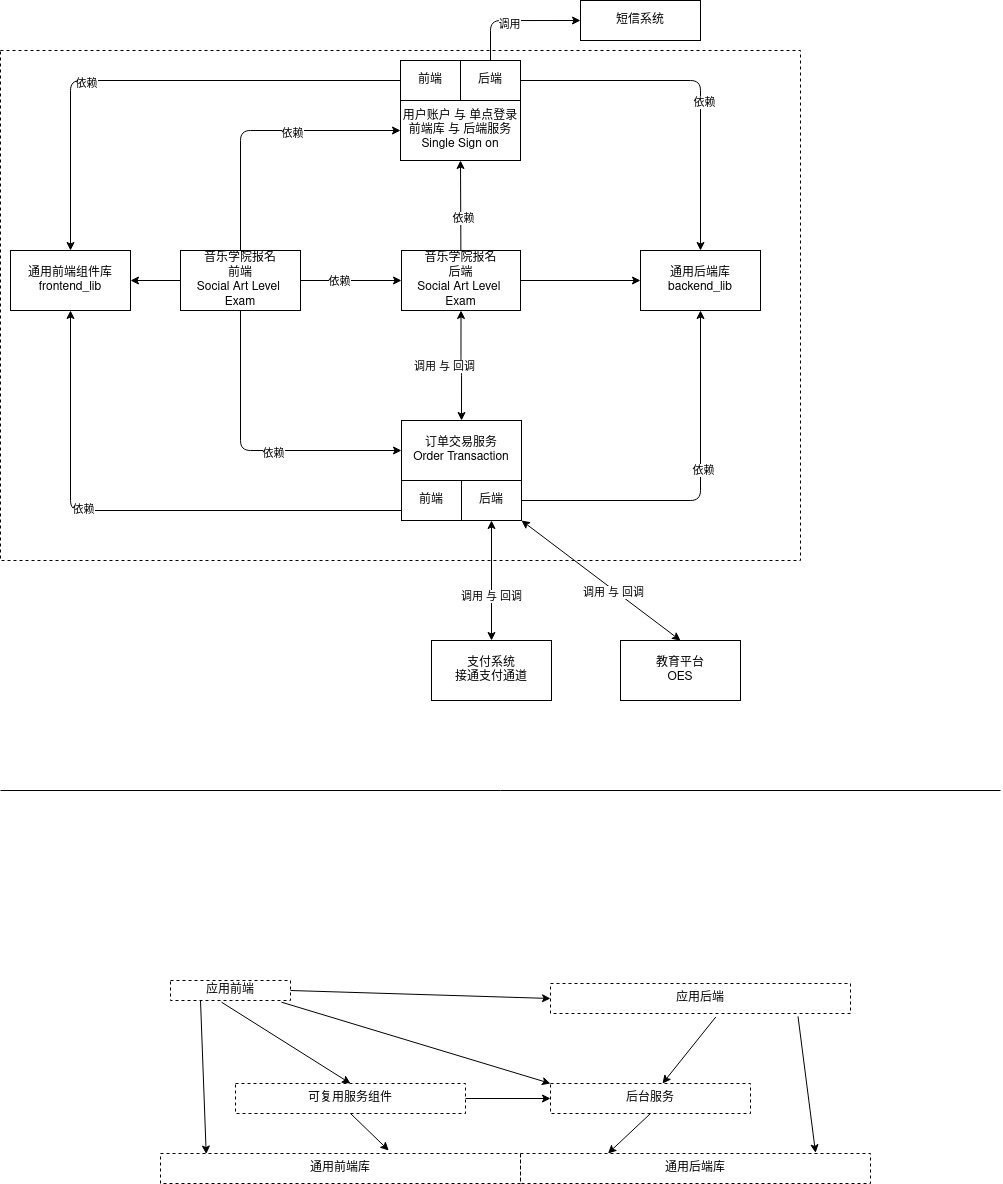 短信系统
调用
前端
后端
依赖
依赖
用户账户 与 单点登录
前端库 与 后端服务
Single Sign on
依赖
依赖
通用前端组件库
frontend_lib
音乐学院报名
前端
Social Art Level
Exam
依赖
音乐学院报名
后端
Social Art Level
Exam
通用后端库
backend_lib
调用 与 回调
订单交易服务
Order Transaction
依赖
依赖
前端
后端
依赖
调用 与 回调
调用 与 回调
支付系统
接通支付通道
教育平台
OES
应用前端
应用后端
可复用服务组件
后台服务
通用前端库
通用后端库